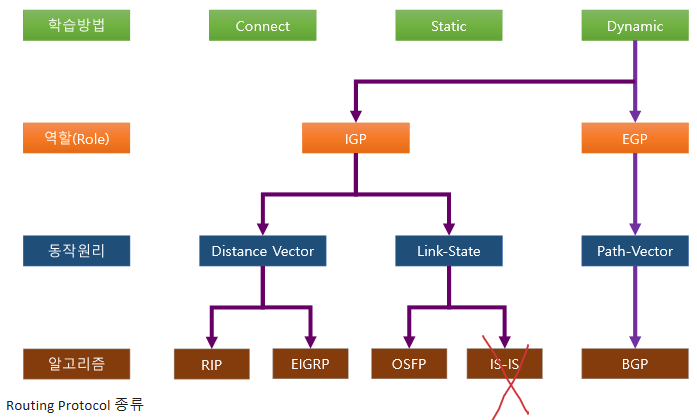 학습방법 Connect Static Dynamic
역할(Role) IGP EGP
동작원리 Distance Vector Link-State Path-Vector
알고리즘 RIP EIGRP OSFP IS-IS BGP
Routing Protocol 종류